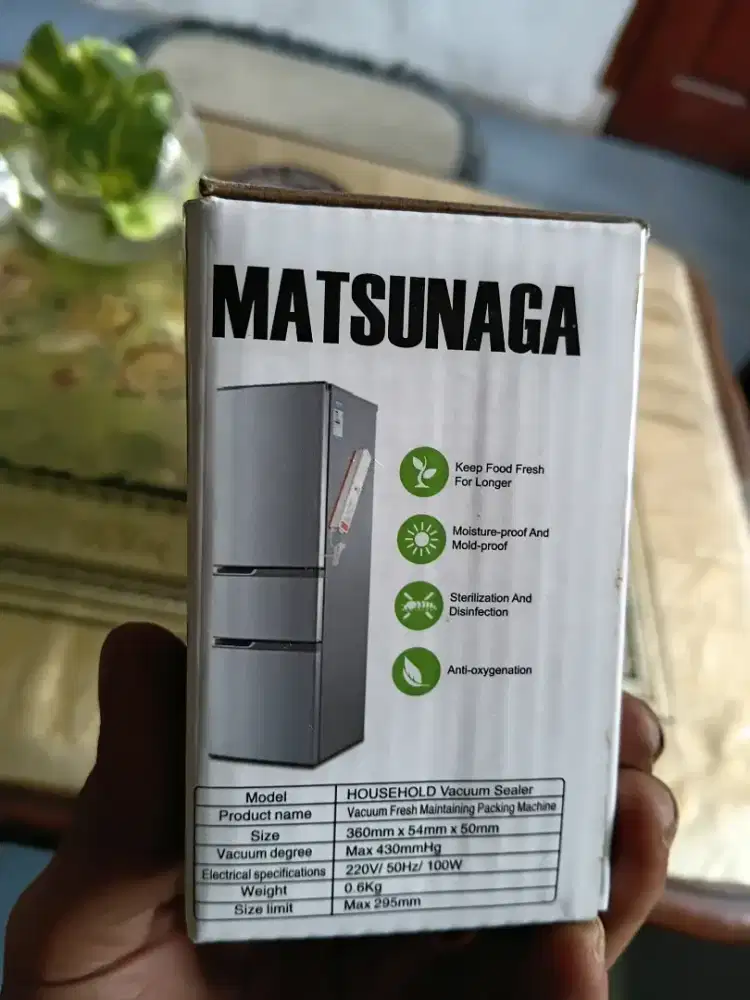 MATSUNAGA
Keep Food Fresh
For Longer
Moisture-proof And
Mold-proof
Sterilization And
Disinfection
Anti-oxygenation
Model HOUSEHOLD Vacuum Sealer
Product name Vacuum Fresh Maintaining Packing Machine
Size 360mm x 54mm x 50mm
Vacuum degree Max 430mmHg
Electrical specifications 220V/ 50Hz/ 100W
Weight 0.6Kg
Size limit Max 295mm